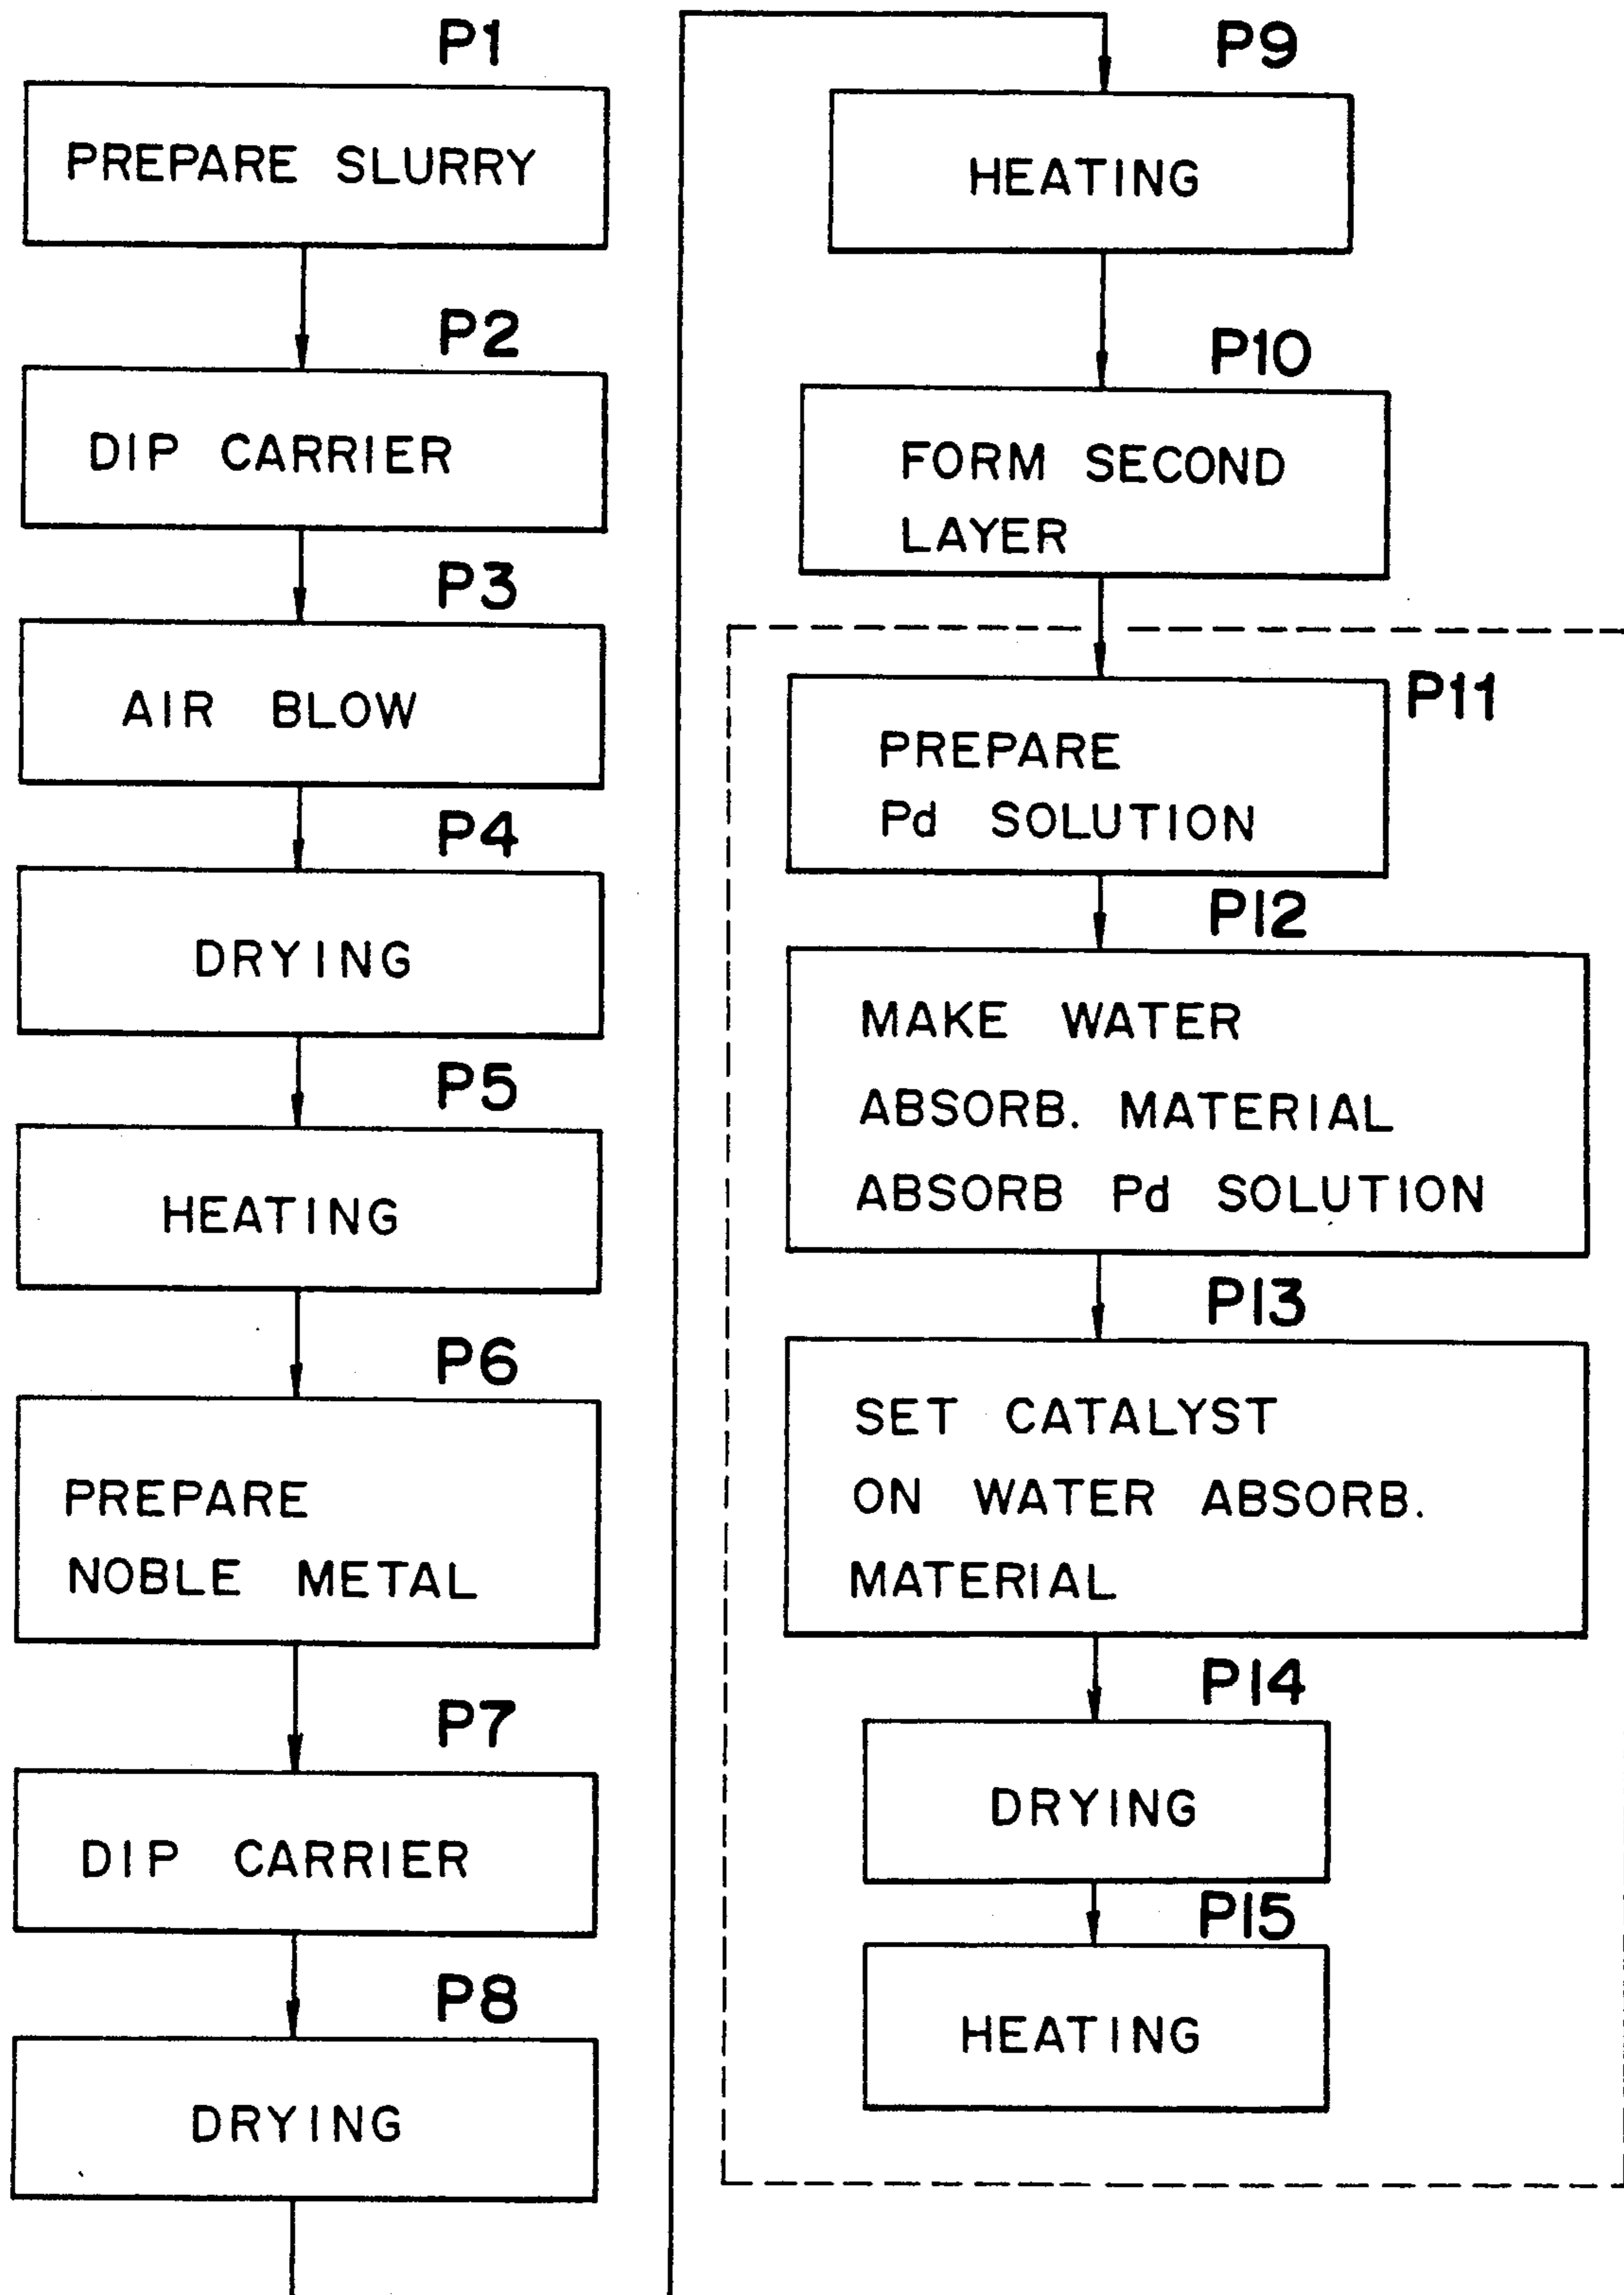 P1
PREPARE SLURRY
P2
DIP CARRIER
P3
AIR BLOW
P4
DRYING
P5
HEATING
P6
PREPARE
NOBLE METAL
P7
DIP CARRIER
P8
DRYING
P9
HEATING
P10
FORM SECOND
LAYER
P11
PREPARE
Pd SOLUTION
P12
MAKE WATER
ABSORB. MATERIAL
ABSORB Pd SOLUTION
P13
SET CATALYST
ON WATER ABSORB.
MATERIAL
P14
DRYING
P15
HEATING